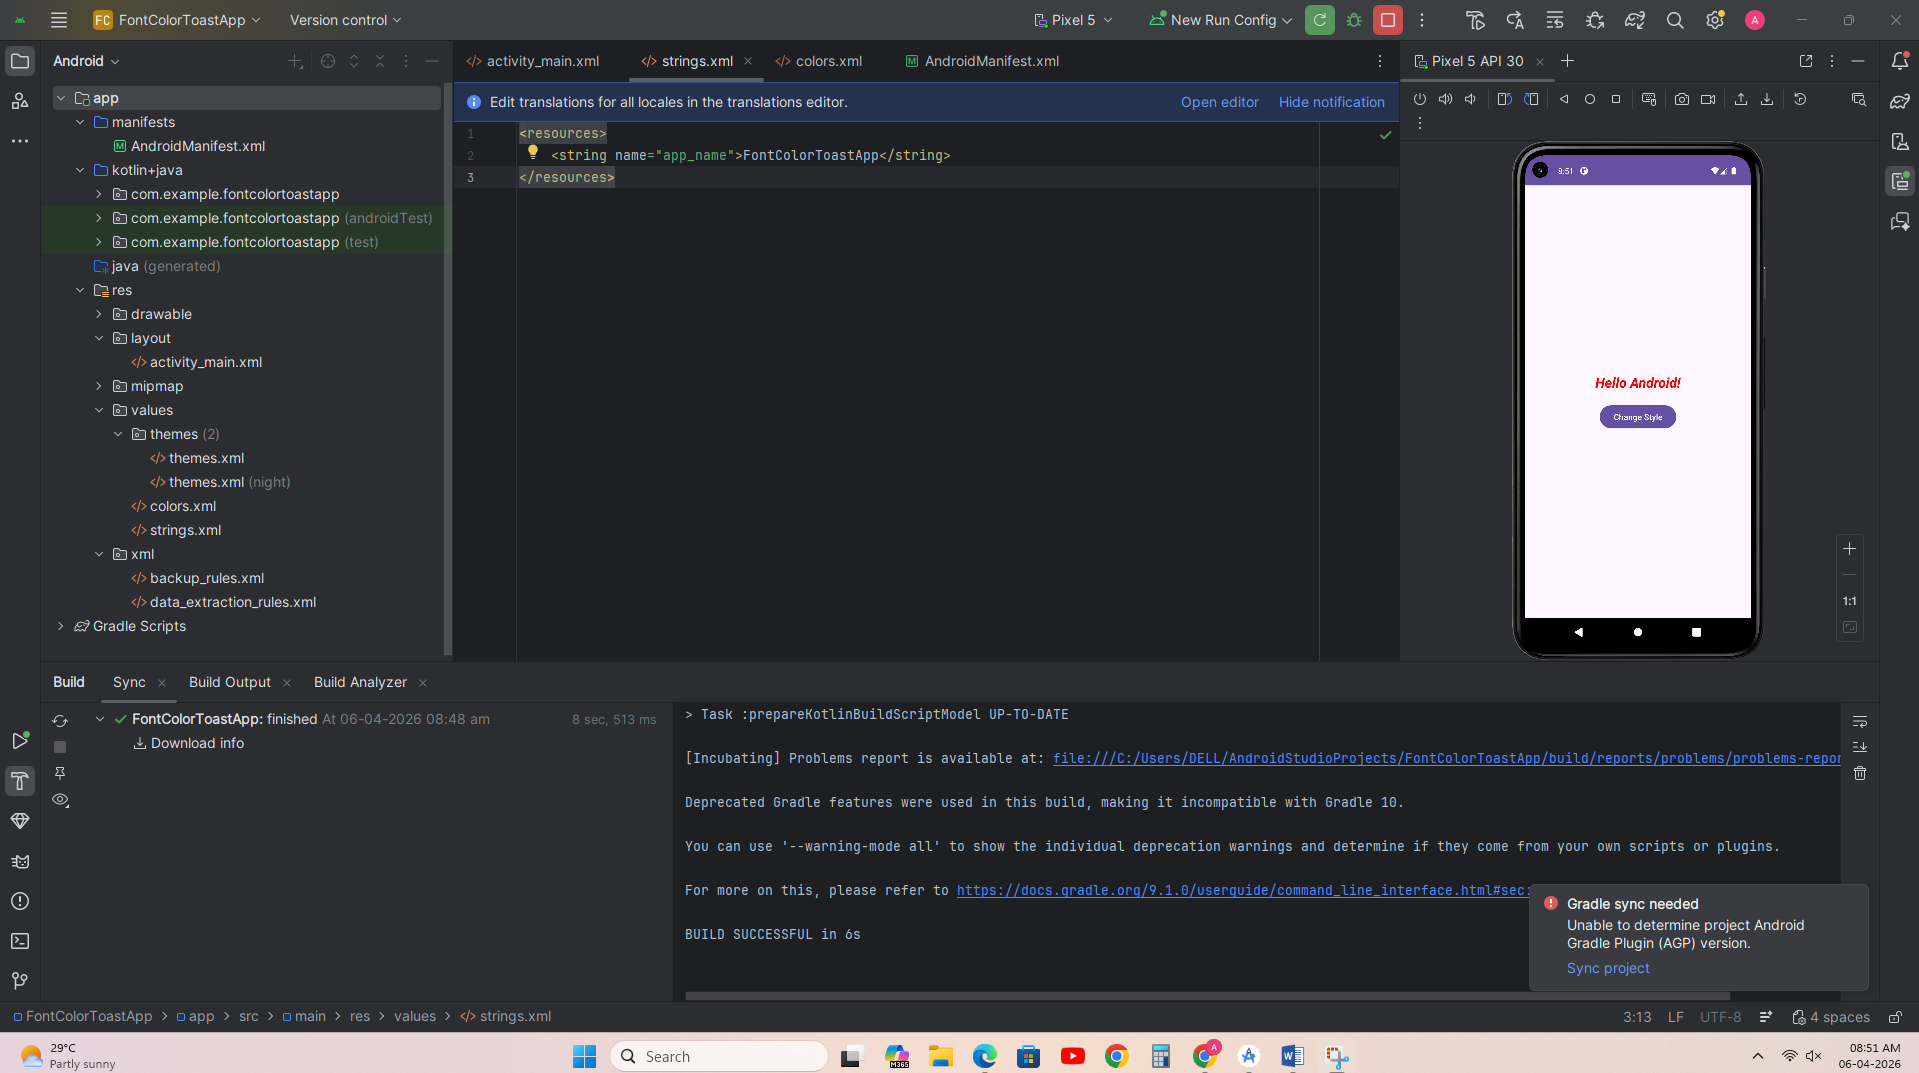 FC FontColorToastApp Version control Pixel 5 New Run Config A
Android
activity_main.xml strings.xml colors.xml AndroidManifest.xml
Pixel 5 API 30
Edit translations for all locales in the translations editor. Open editor Hide notification
app
manifests
AndroidManifest.xml
kotlin+java
com.example.fontcolortoastapp
com.example.fontcolortoastapp (androidTest)
com.example.fontcolortoastapp (test)
java (generated)
res
drawable
layout
activity_main.xml
mipmap
values
themes (2)
themes.xml
themes.xml (night)
colors.xml
strings.xml
xml
backup_rules.xml
data_extraction_rules.xml
Gradle Scripts
1 <resources>
2 <string name="app_name">FontColorToastApp</string>
3 </resources>
8:51
Hello Android!
Change Style
1:1
Build Sync Build Output Build Analyzer
FontColorToastApp: finished At 06-04-2026 08:48 am 8 sec, 513 ms
Download info
> Task :prepareKotlinBuildScriptModel UP-TO-DATE
[Incubating] Problems report is available at: file:///C:/Users/DELL/AndroidStudioProjects/FontColorToastApp/build/reports/problems/problems-repor
Deprecated Gradle features were used in this build, making it incompatible with Gradle 10.
You can use '--warning-mode all' to show the individual deprecation warnings and determine if they come from your own scripts or plugins.
For more on this, please refer to https://docs.gradle.org/9.1.0/userguide/command_line_interface.html#sec:
BUILD SUCCESSFUL in 6s
Gradle sync needed
Unable to determine project Android
Gradle Plugin (AGP) version.
Sync project
FontColorToastApp > app > src > main > res > values > strings.xml
3:13 LF UTF-8 4 spaces
29°C
Partly sunny
Search
M365
A
08:51 AM
06-04-2026